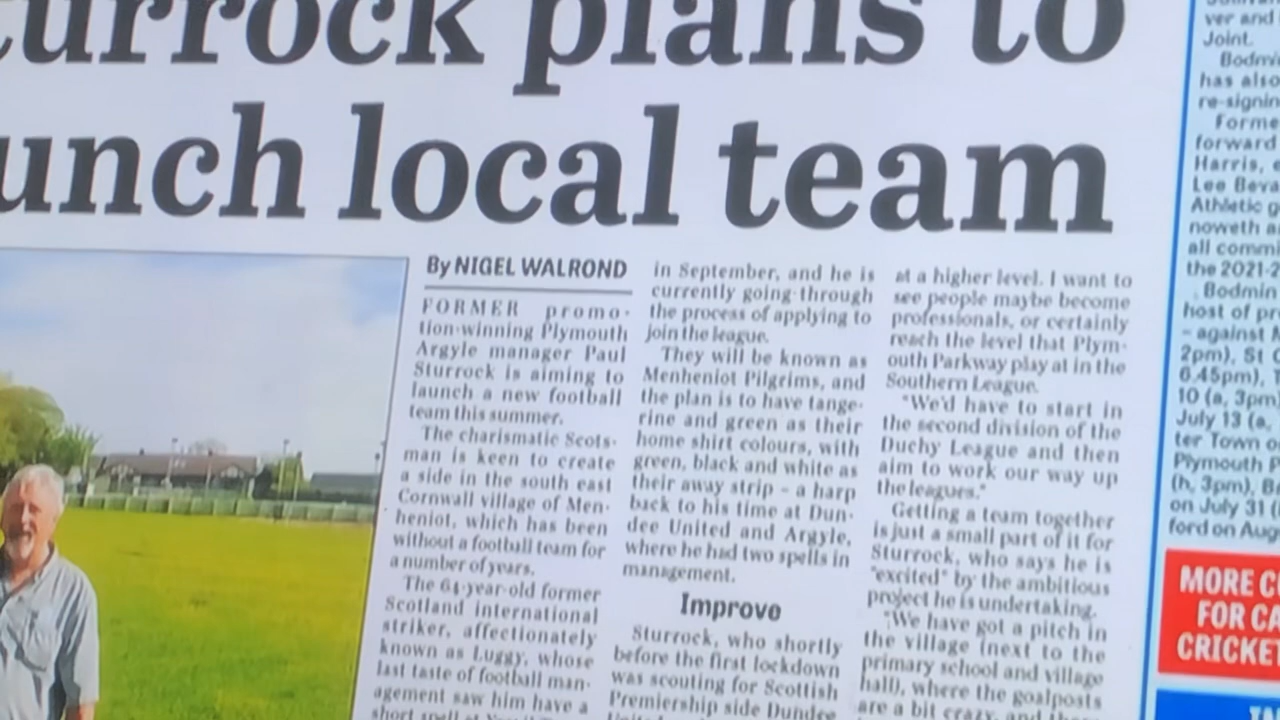 plans to
local team
By NIGEL WALROND
FORMER promo-
tion-winning Plymouth
Argyle manager Paul
Sturrock is aiming to
launch a new football
team this summer.
The charismatic Scots-
man is keen to create
a side in the south east
Cornwall village of Men-
heniot, which has been
without a football team for
a number of years.
The 64-year-old former
Scotland international
striker, affectionately
known as Luggy, whose
last taste of football man-
agement saw him have a
short spell at
in September, and he is
currently going through
the process of applying to
join the league.
They will be known as
Menheniot Pilgrims, and
the plan is to have tange-
rine and green as their
home shirt colours, with
green, black and white as
their away strip - a harp
back to his time at Dun-
dee United and Argyle,
where he had two spells in
management.
Improve
Sturrock, who shortly
before the first lockdown
was scouting for Scottish
Premiership side Dundee
at a higher level. I want to
see people maybe become
professionals, or certainly
reach the level that Plym-
outh Parkway play at in the
Southern League.
"We'd have to start in
the second division of the
Duchy League and then
aim to work our way up
the leagues."
Getting a team together
is just a small part of it for
Sturrock, who says he is
"excited" by the ambitious
project he is undertaking.
"We have got a pitch in
the village (next to the
primary school and village
hall), where the goalposts
are a bit crazy, and
ver and
Joint.
Bodmi
has also
re-signin
Forme
forward
Harris,
Lee Beva
Athletic g
noweth a
all commi
the 2021-2
Bodmin
host of pr
- against
2pm), St
6.45pm),
10 (a, 3pm)
July 13 (a,
ter Town o
Plymouth P
(h, 3pm), B
on July 31 (
ford on Aug
MORE C
FOR CA
CRICKET